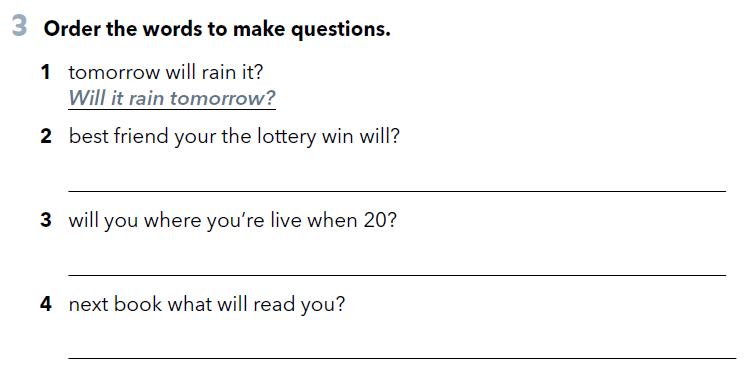 3 Order the words to make questions.
1 tomorrow will rain it?
Will it rain tomorrow?
2 best friend your the lottery win will?
3 will you where you’re live when 20?
4 next book what will read you?